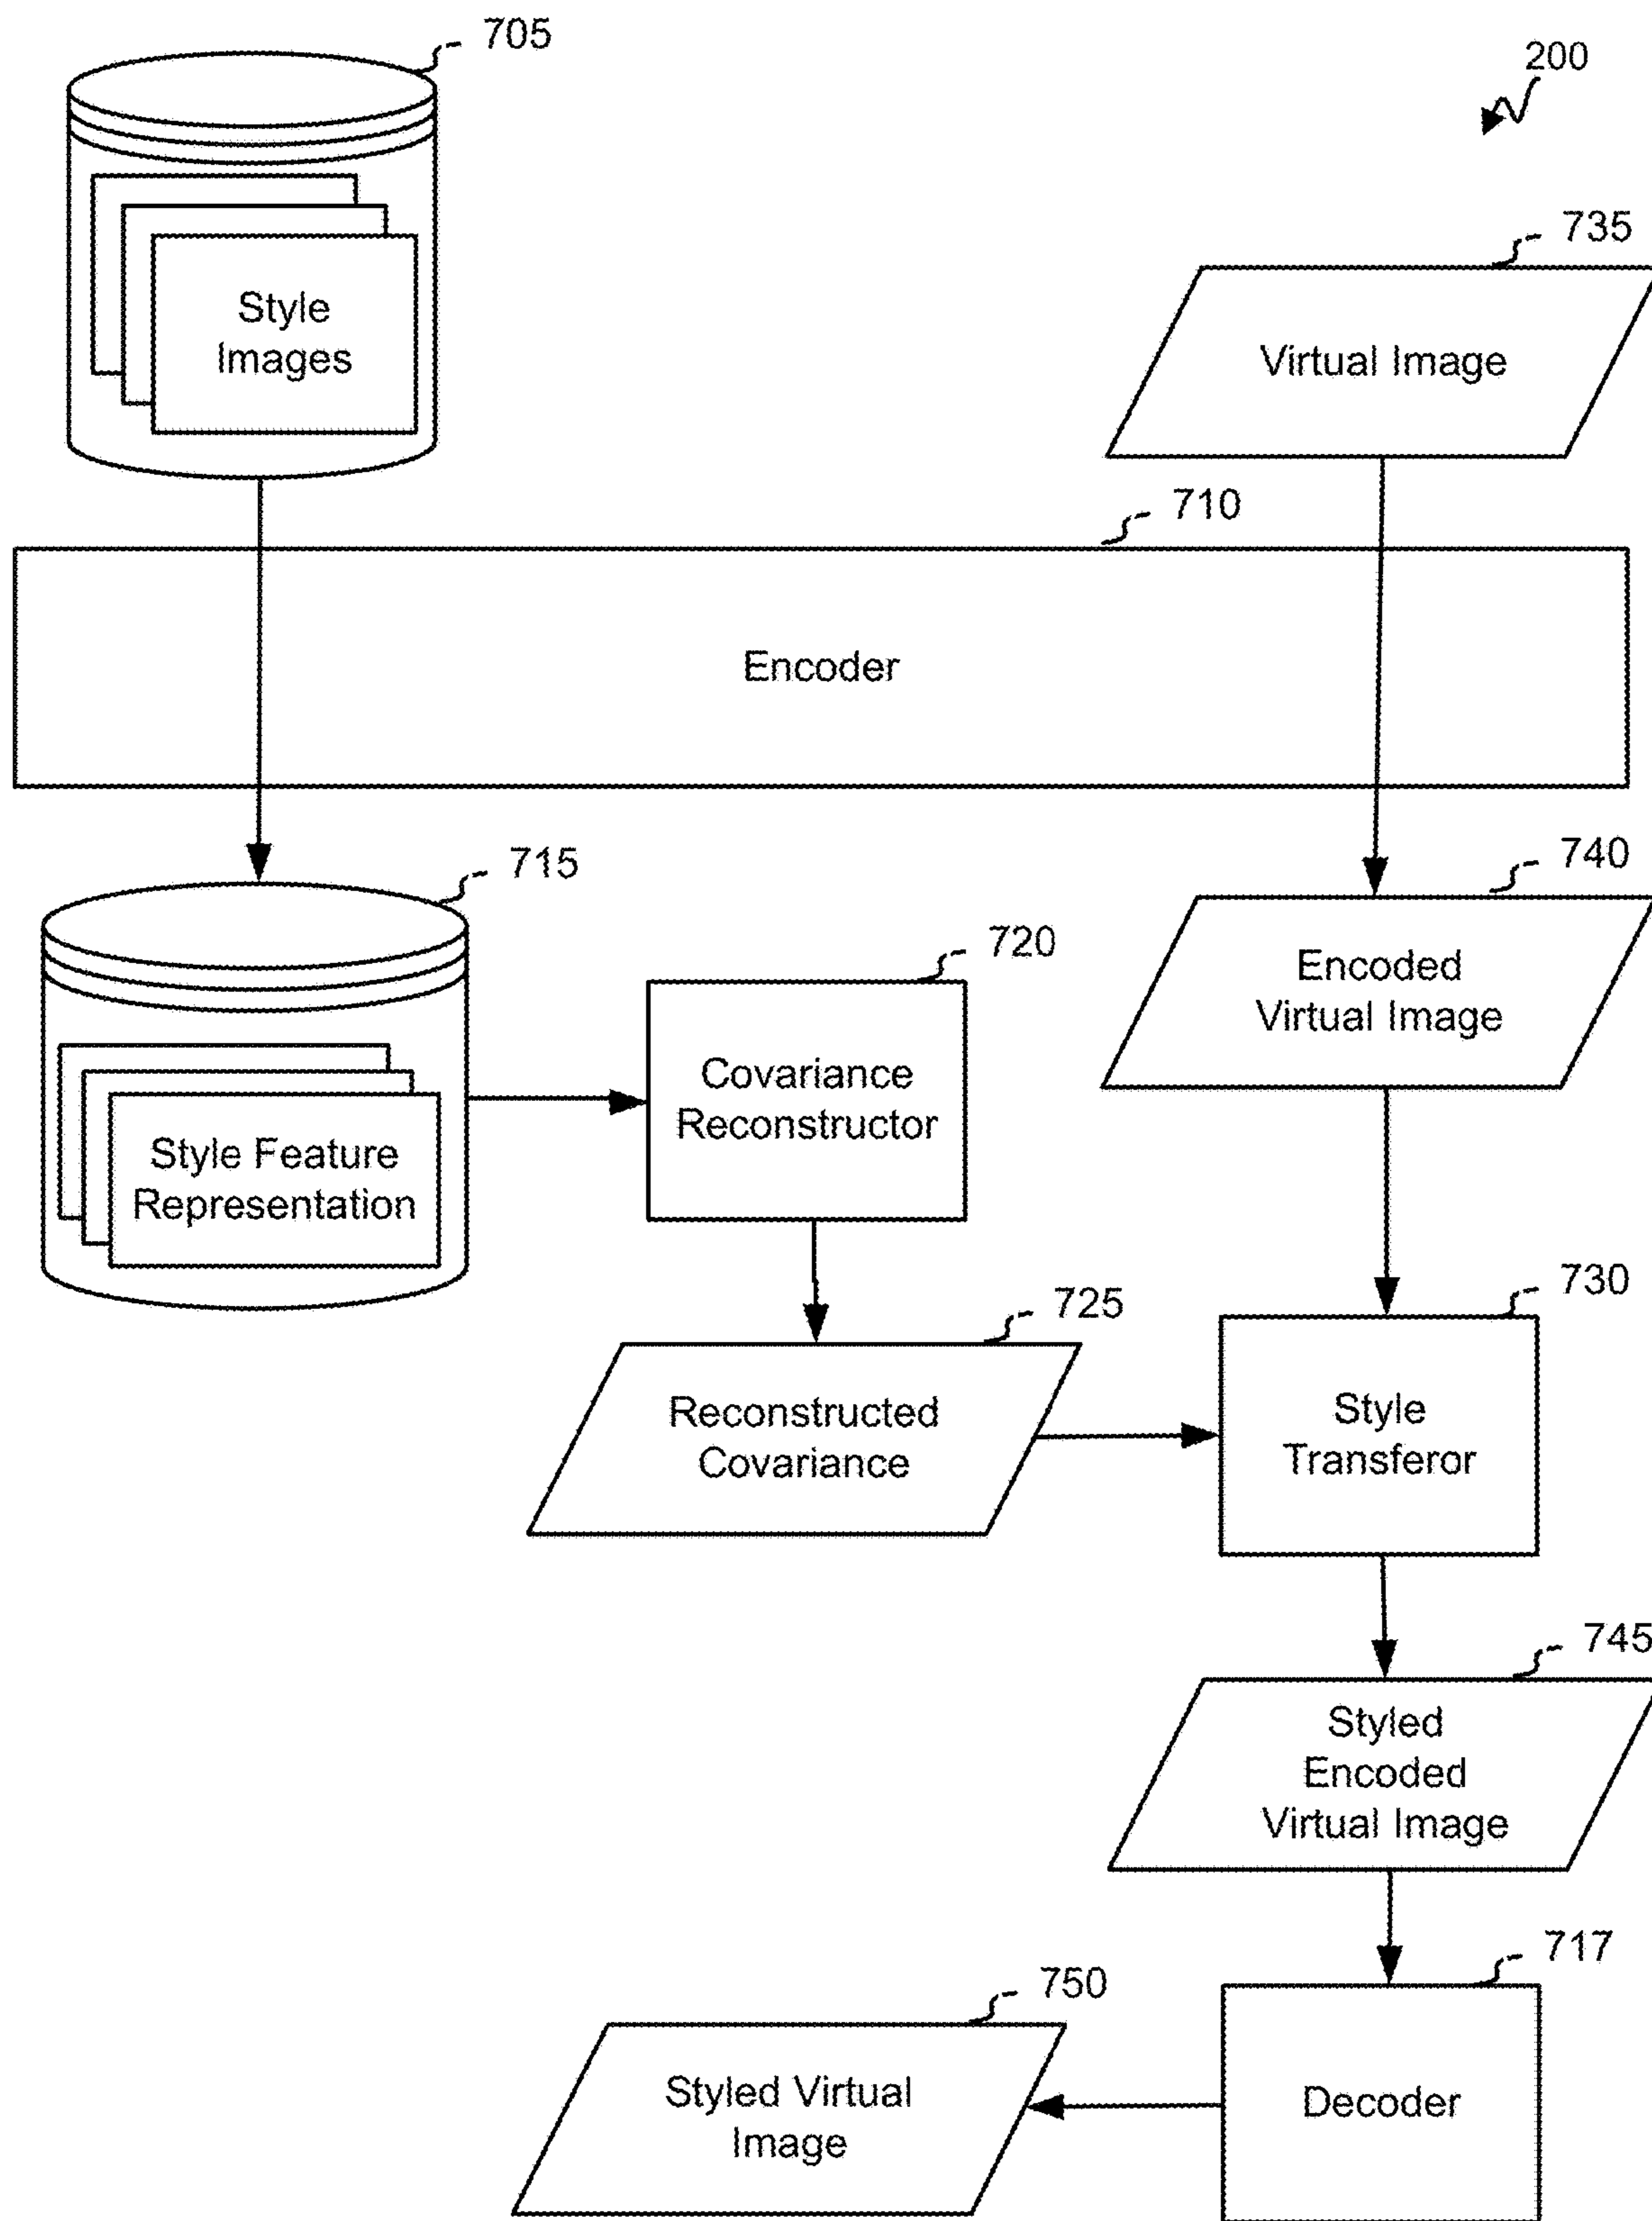 705
200
735
Style
Images
Virtual Image
710
Encoder
715
740
720
Encoded
Virtual Image
Covariance
Reconstructor
Style Feature
Representation
725
730
Reconstructed
Covariance
Style
Transferor
745
Styled
Encoded
Virtual Image
717
750
Styled Virtual
Image
Decoder